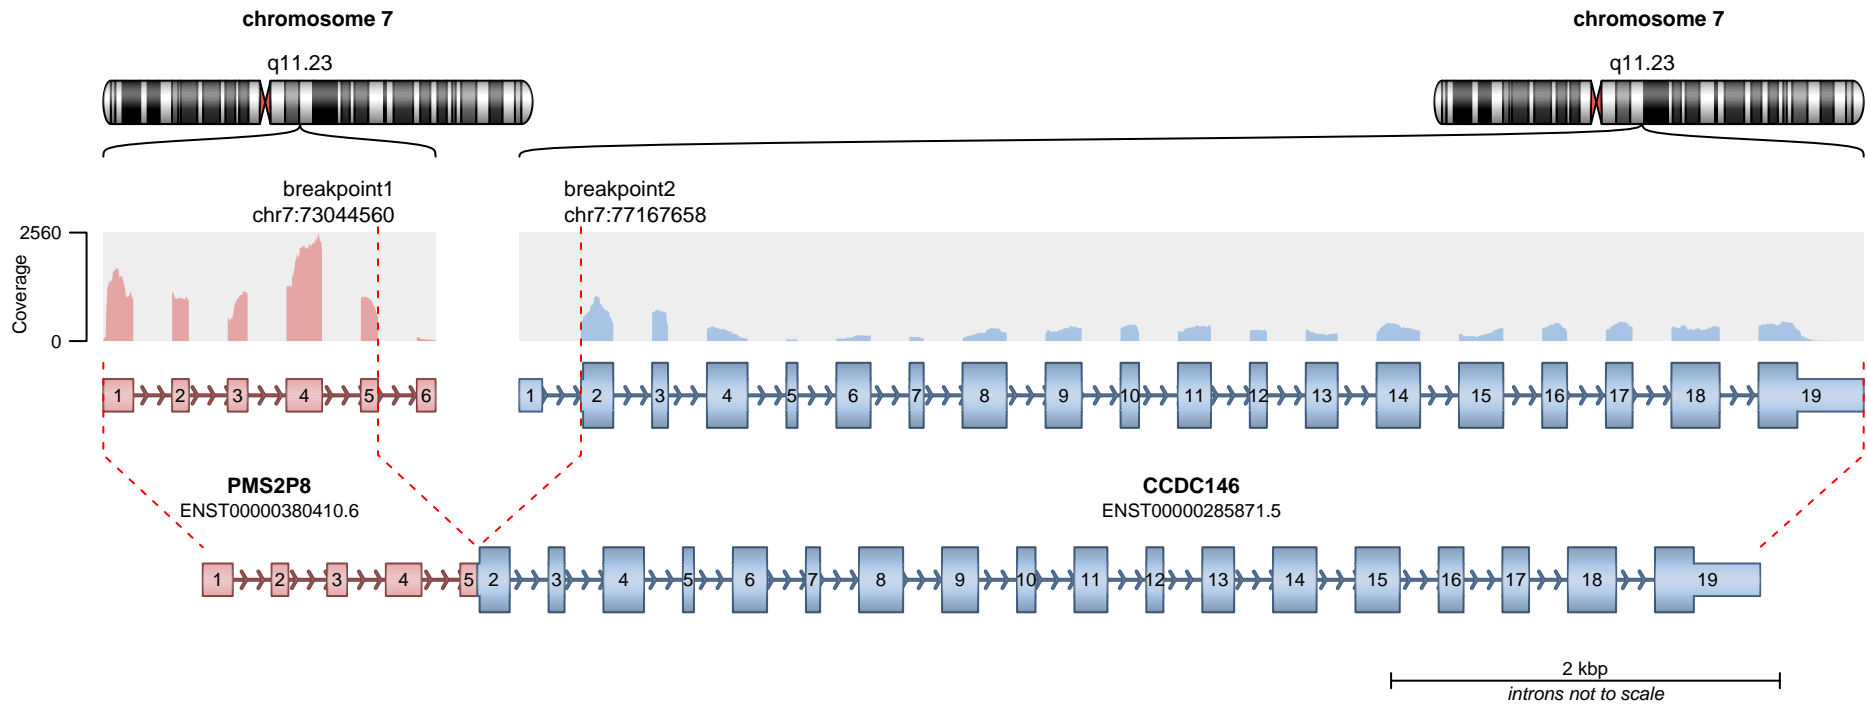 chromosome 7
chromosome 7
q11.23
q11.23
breakpoint1
chr7:73044560
breakpoint2
chr7:77167658
2560
Coverage
0
1 2 3 4 5 6
1 2 3 4 5 6 7 8 9 10 11 12 13 14 15 16 17 18 19
PMS2P8
ENST00000380410.6
CCDC146
ENST00000285871.5
1 2 3 4 5 2 3 4 5 6 7 8 9 10 11 12 13 14 15 16 17 18 19
2 kbp
introns not to scale